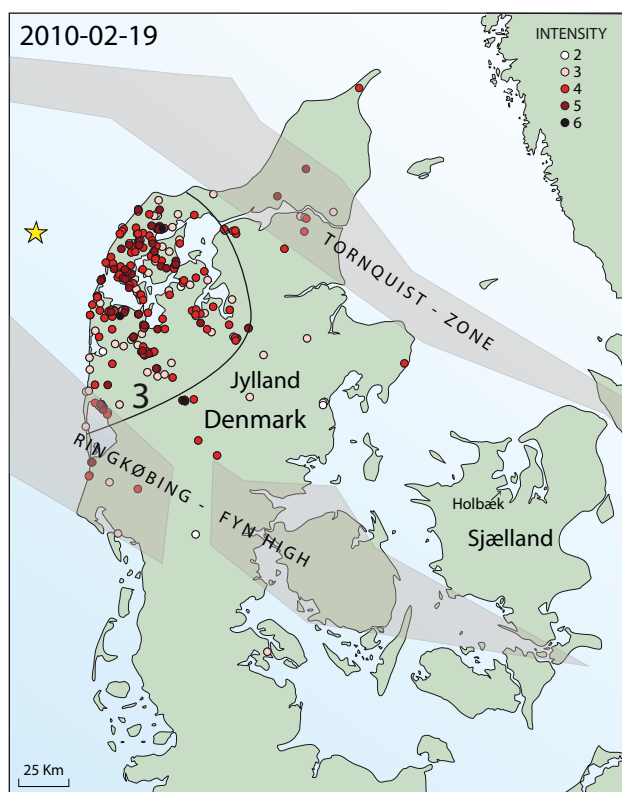 2010-02-19
INTENSITY
2
3
4
5
6
TORNQUIST - ZONE
3
Jylland
Denmark
RINGKØBING - FYN HIGH
Holbæk
Sjælland
25 Km